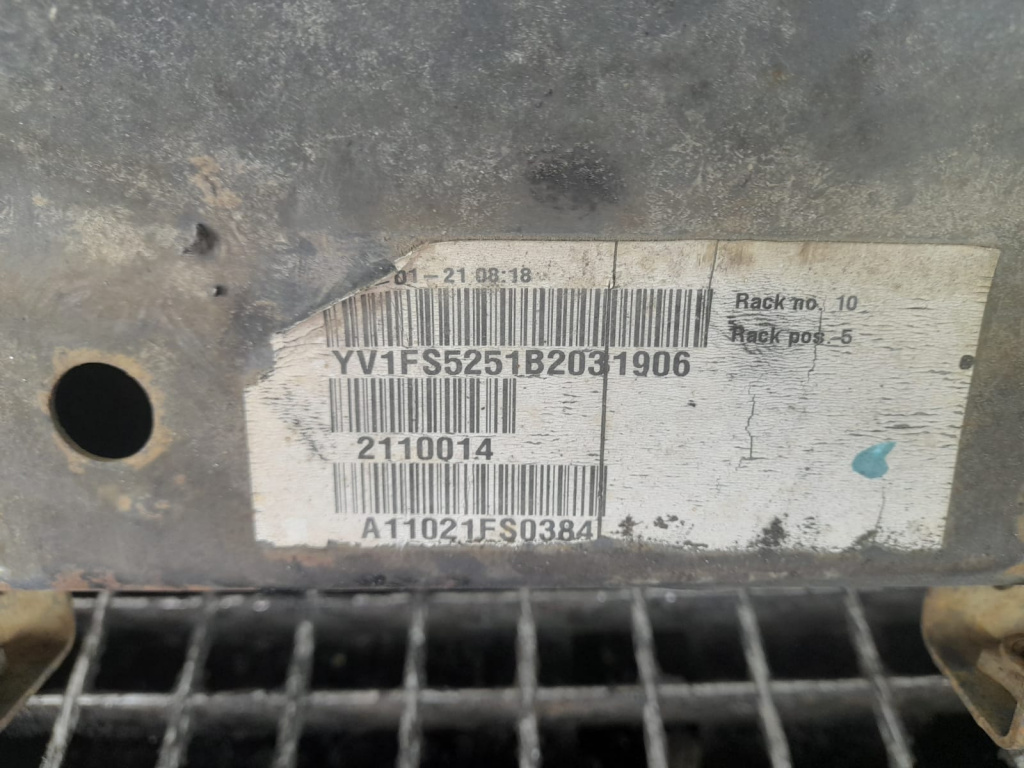 01-21 08:18
Rack no. 10
Rack pos. 5
YV1FS5251B2031906
2110014
A11021FS0384